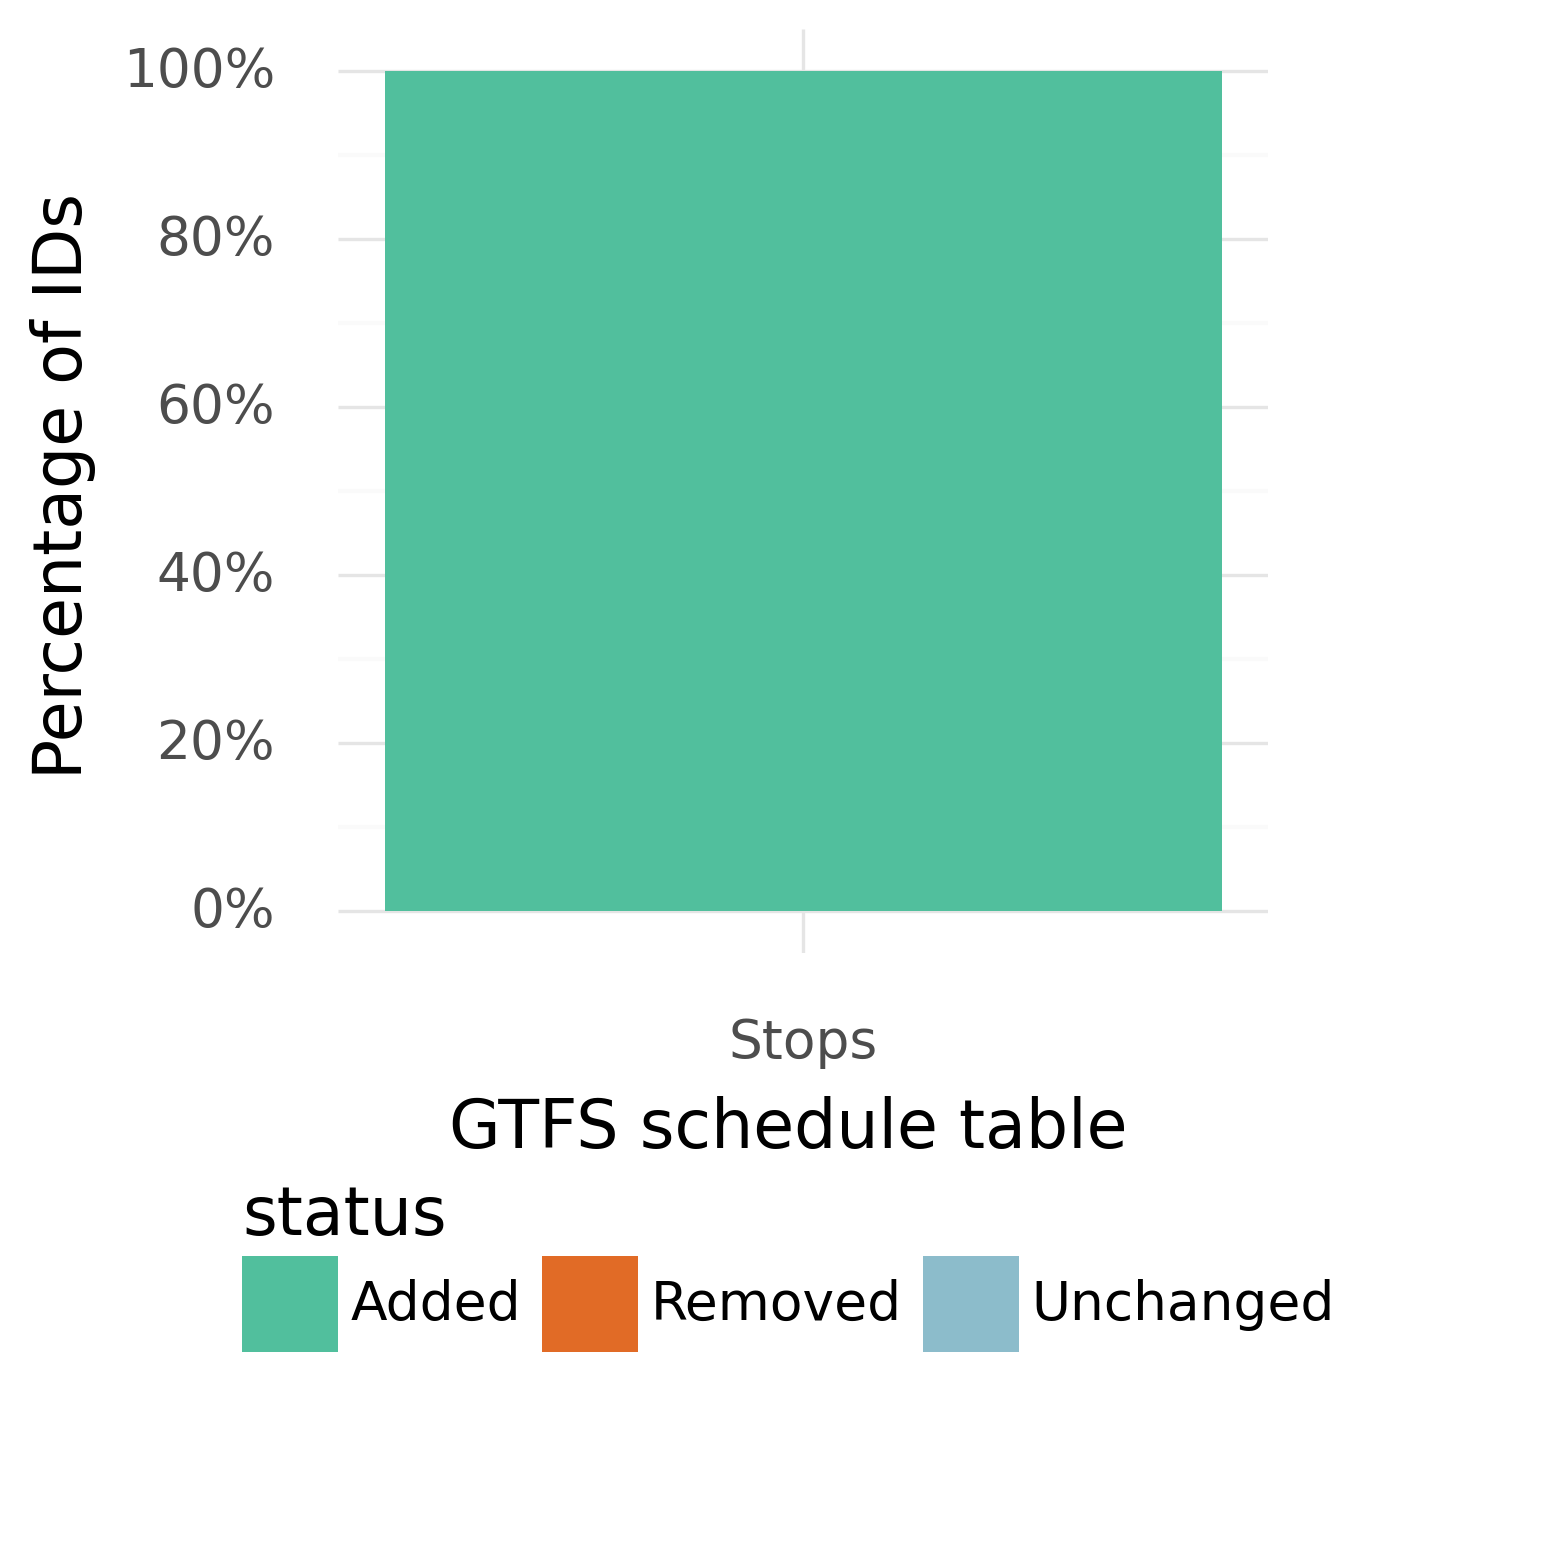 100%
80%
60%
40%
20%
0%
Percentage of IDs
Stops
GTFS schedule table
status
Added
Removed
Unchanged